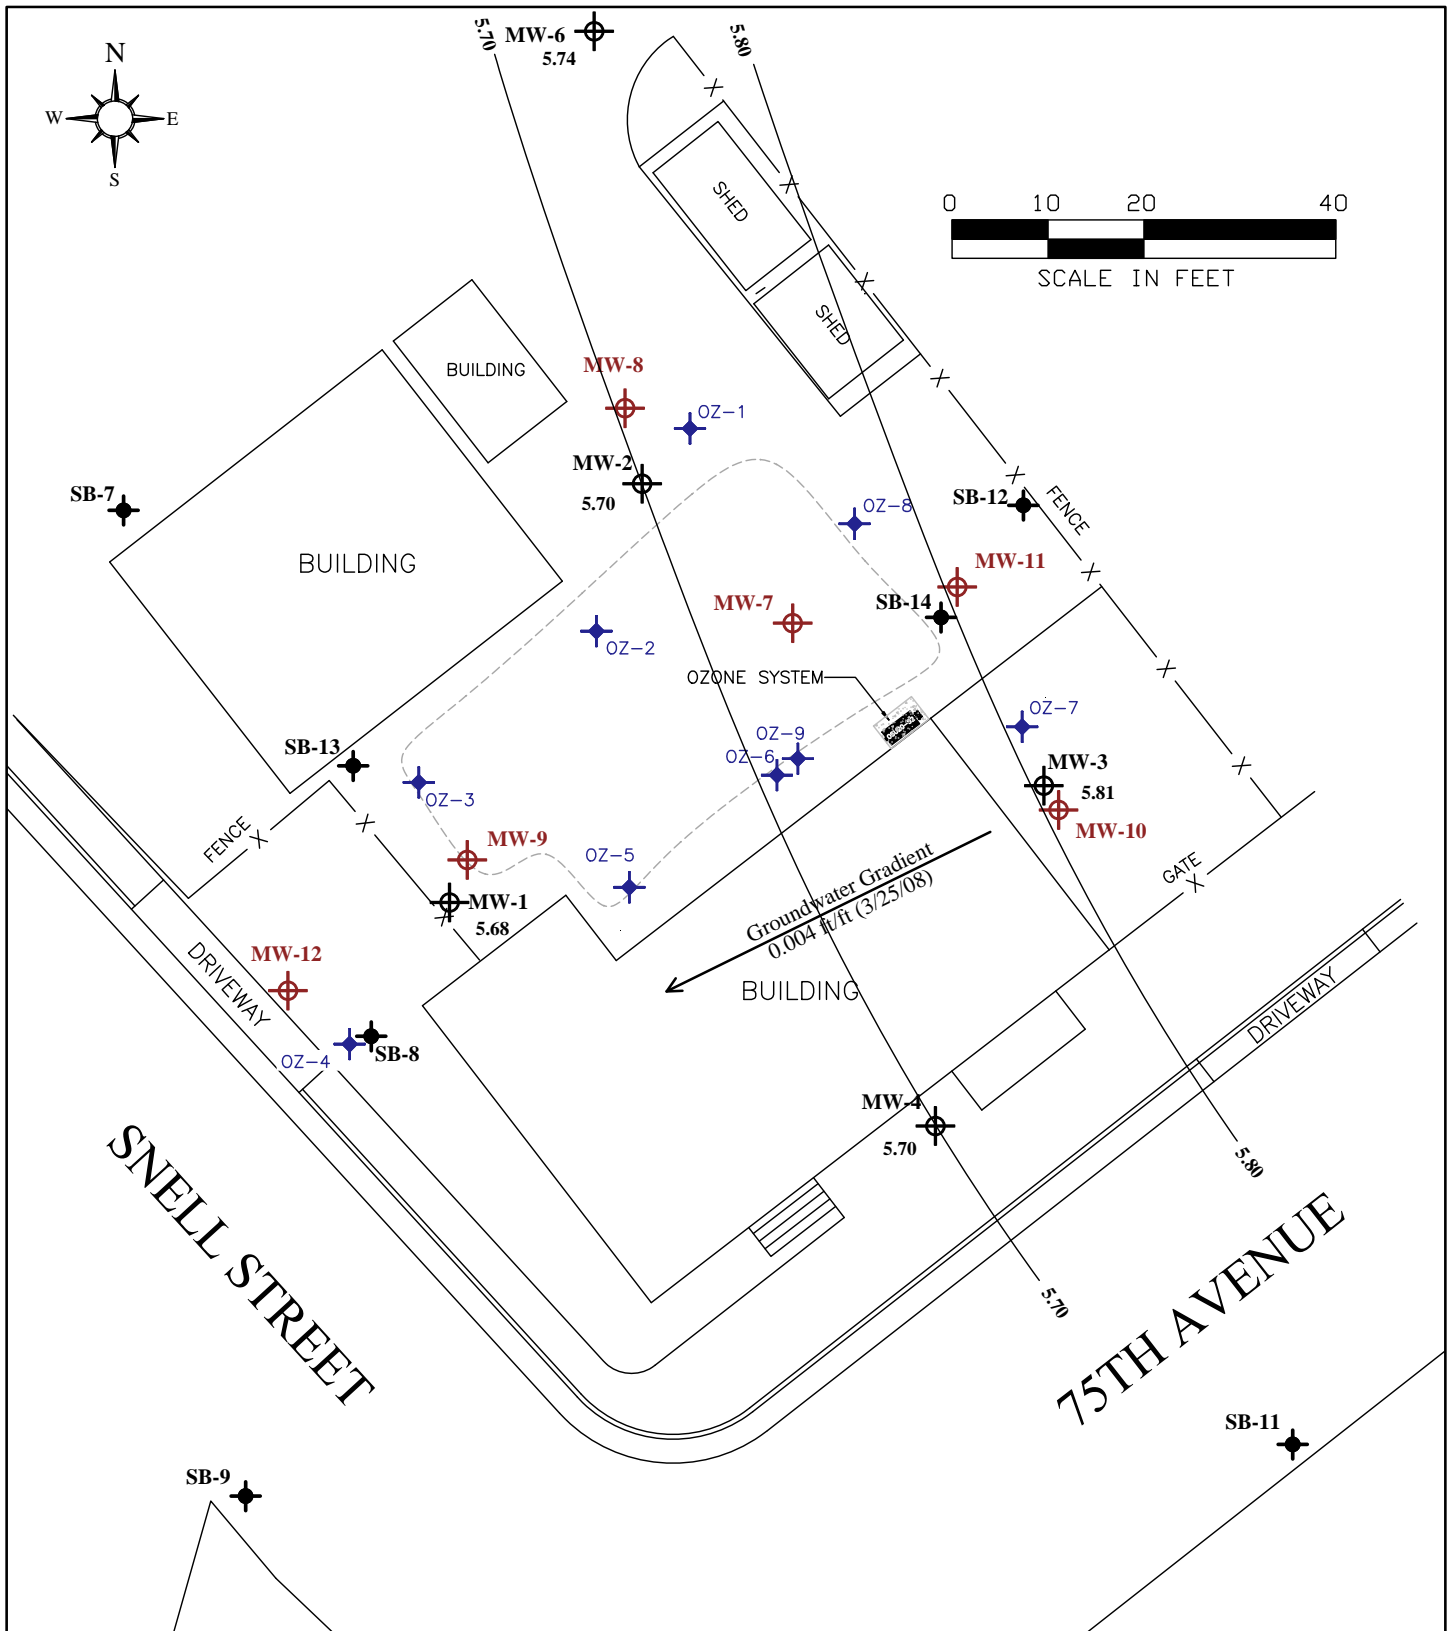 5.70
MW-6
5.74
5.80
N
W
E
S
SHED
0 10 20 40
SCALE IN FEET
SHED
BUILDING
MW-8
OZ-1
MW-2
5.70
SB-7
SB-12
FENCE
OZ-8
BUILDING
MW-11
MW-7
SB-14
OZ-2
OZONE SYSTEM
OZ-7
OZ-9
OZ-6
SB-13
MW-3
5.81
OZ-3
MW-10
FENCE
MW-9
OZ-5
GATE
Groundwater Gradient
0.004 ft/ft (3/25/08)
MW-1
5.68
MW-12
DRIVEWAY
BUILDING
DRIVEWAY
SB-8
OZ-4
MW-4
5.70
5.80
SNELL STREET
75TH AVENUE
5.70
SB-11
SB-9